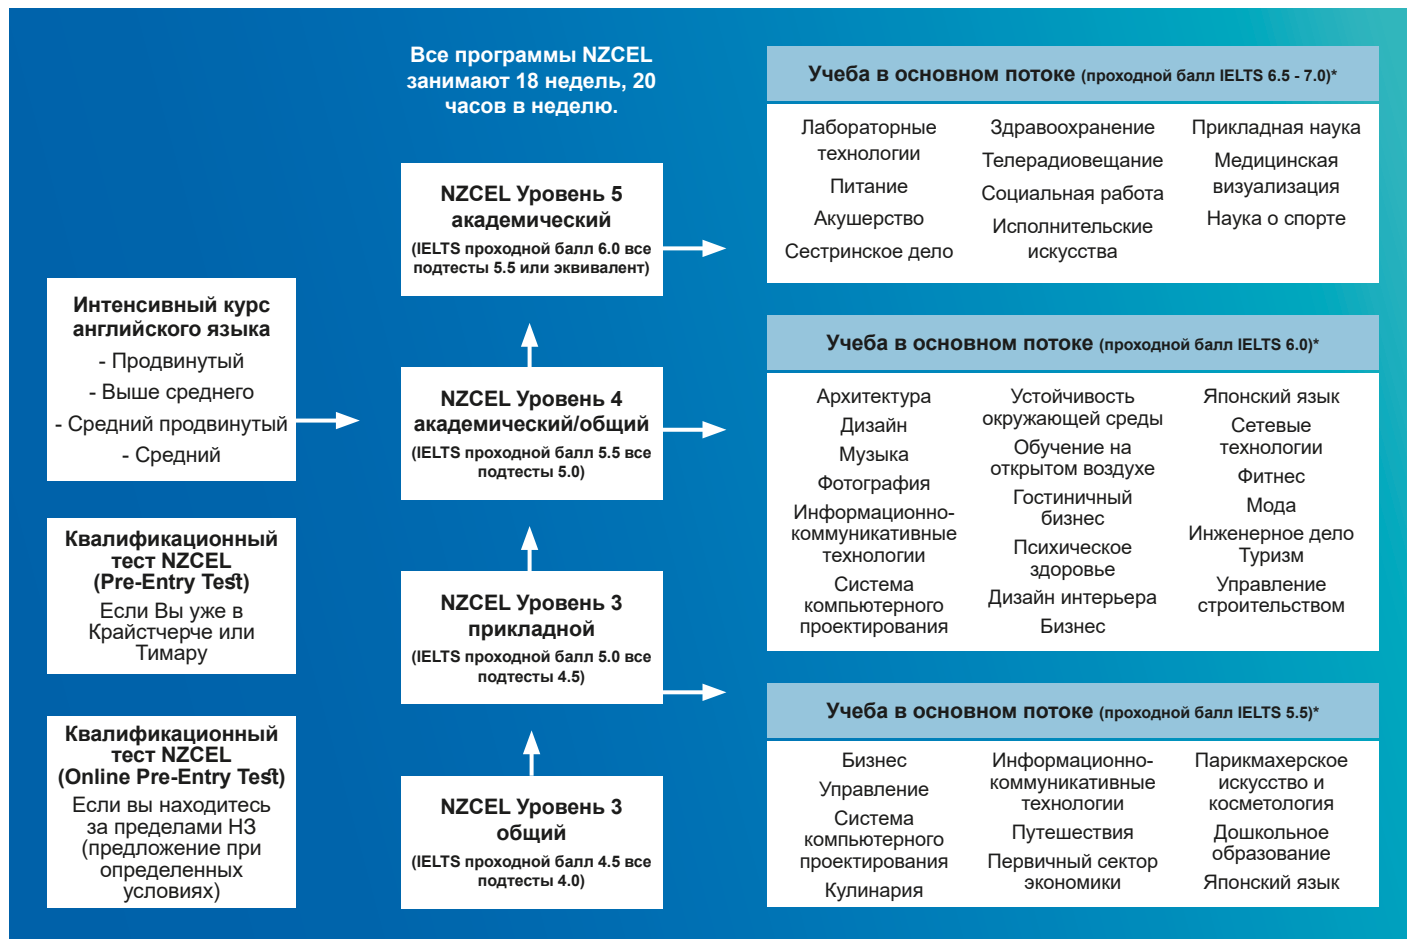 Все программы NZCEL
занимают 18 недель, 20
часов в неделю.
Интенсивный курс
английского языка
- Продвинутый
- Выше среднего
- Средний продвинутый
- Средний
Квалификационный
тест NZCEL
(Pre-Entry Test)
Если Вы уже в
Крайстчерче или
Тимару
Квалификационный
тест NZCEL
(Online Pre-Entry Test)
Если вы находитесь
за пределами НЗ
(предложение при
определенных
условиях)
NZCEL Уровень 5
академический
(IELTS проходной балл 6.0 все
подтесты 5.5 или эквивалент)
NZCEL Уровень 4
академический/общий
(IELTS проходной балл 5.5 все
подтесты 5.0)
NZCEL Уровень 3
прикладной
(IELTS проходной балл 5.0 все
подтесты 4.5)
NZCEL Уровень 3
общий
(IELTS проходной балл 4.5 все
подтесты 4.0)
Учеба в основном потоке (проходной балл IELTS 6.5 - 7.0)*
Лабораторные
технологии
Питание
Акушерство
Сестринское дело
Здравоохранение
Телерадиовещание
Социальная работа
Исполнительские
искусства
Прикладная наука
Медицинская
визуализация
Наука о спорте
Учеба в основном потоке (проходной балл IELTS 6.0)*
Архитектура
Дизайн
Музыка
Фотография
Информационно-
коммуникативные
технологии
Система
компьютерного
проектирования
Устойчивость
окружающей среды
Обучение на
открытом воздухе
Гостиничный
бизнес
Психическое
здоровье
Дизайн интерьера
Бизнес
Японский язык
Сетевые
технологии
Фитнес
Мода
Инженерное дело
Туризм
Управление
строительством
Учеба в основном потоке (проходной балл IELTS 5.5)*
Бизнес
Управление
Система
компьютерного
проектирования
Кулинария
Информационно-
коммуникативные
технологии
Путешествия
Первичный сектор
экономики
Парикмахерское
искусство и
косметология
Дошкольное
образование
Японский язык